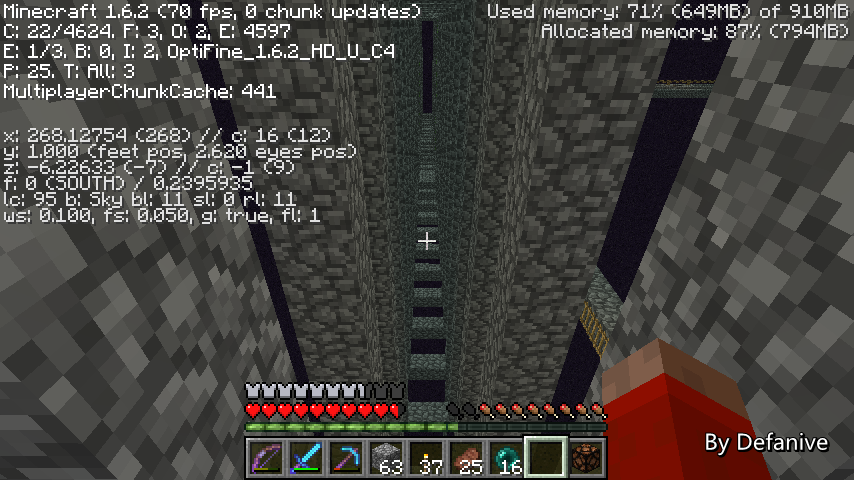 Minecraft 1.6.2 (70 fps, 0 chunk updates)
C: 22/4624, F: 3, O: 2, E: 4597
E: 1/3, B: 0, I: 2, OptiFine_1.6.2_HD_U_C4
P: 25. T: All: 3
MultiplayerChunkCache: 441
Used memory: 71% (649MB) of 910MB
Allocated memory: 87% (794MB)
x: 268.12754 (268) // c: 16 (12)
y: 1.000 (feet pos, 2.620 eyes pos)
z: -6.22633 (-7) // c: -1 (9)
f: 0 (SOUTH) / 0.2395935
lc: 95 b: Sky bl: 11 sl: 0 rl: 11
ws: 0.100, fs: 0.050, g: true, fl: 1
63 37 25 16
By Defanive